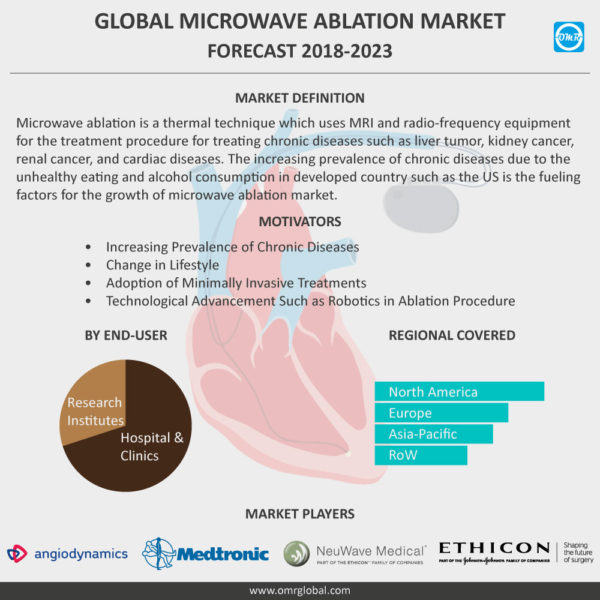 GLOBAL MICROWAVE ABLATION MARKET
FORECAST 2018-2023
OMR
MARKET DEFINITION
Microwave ablation is a thermal technique which uses MRI and radio-frequency equipment
for the treatment procedure for treating chronic diseases such as liver tumor, kidney cancer,
renal cancer, and cardiac diseases. The increasing prevalence of chronic diseases due to the
unhealthy eating and alcohol consumption in developed country such as the US is the fueling
factors for the growth of microwave ablation market.
MOTIVATORS
• Increasing Prevalence of Chronic Diseases
• Change in Lifestyle
• Adoption of Minimally Invasive Treatments
• Technological Advancement Such as Robotics in Ablation Procedure
BY END-USER
Research
Institutes
Hospital &
Clinics
REGIONAL COVERED
North America
Europe
Asia-Pacific
RoW
MARKET PLAYERS
angiodynamics
Medtronic
NeuWave Medical™
PART OF THE ETHICON™ FAMILY OF COMPANIES
ETHICON
PART OF THE Johnson & Johnson FAMILY OF COMPANIES
Shaping
the future
of surgery
www.omrglobal.com